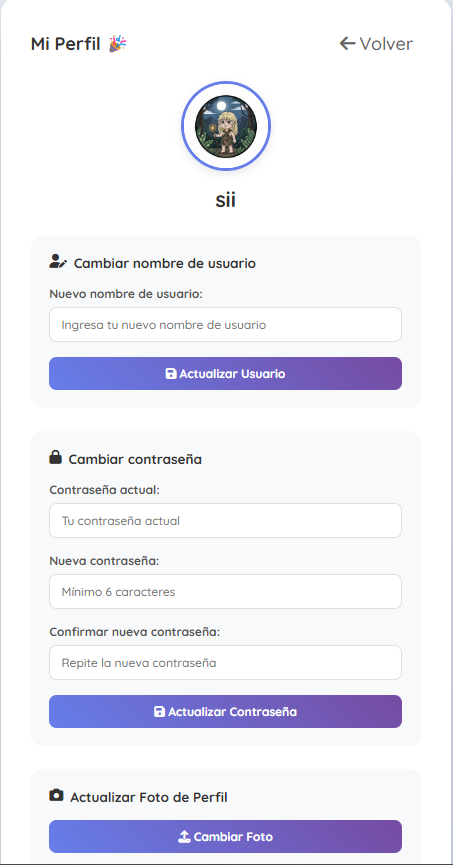 Mi Perfil 🎉
← Volver
sii
Cambiar nombre de usuario
Nuevo nombre de usuario:
Ingresa tu nuevo nombre de usuario
Actualizar Usuario
Cambiar contraseña
Contraseña actual:
Tu contraseña actual
Nueva contraseña:
Mínimo 6 caracteres
Confirmar nueva contraseña:
Repite la nueva contraseña
Actualizar Contraseña
Actualizar Foto de Perfil
Cambiar Foto